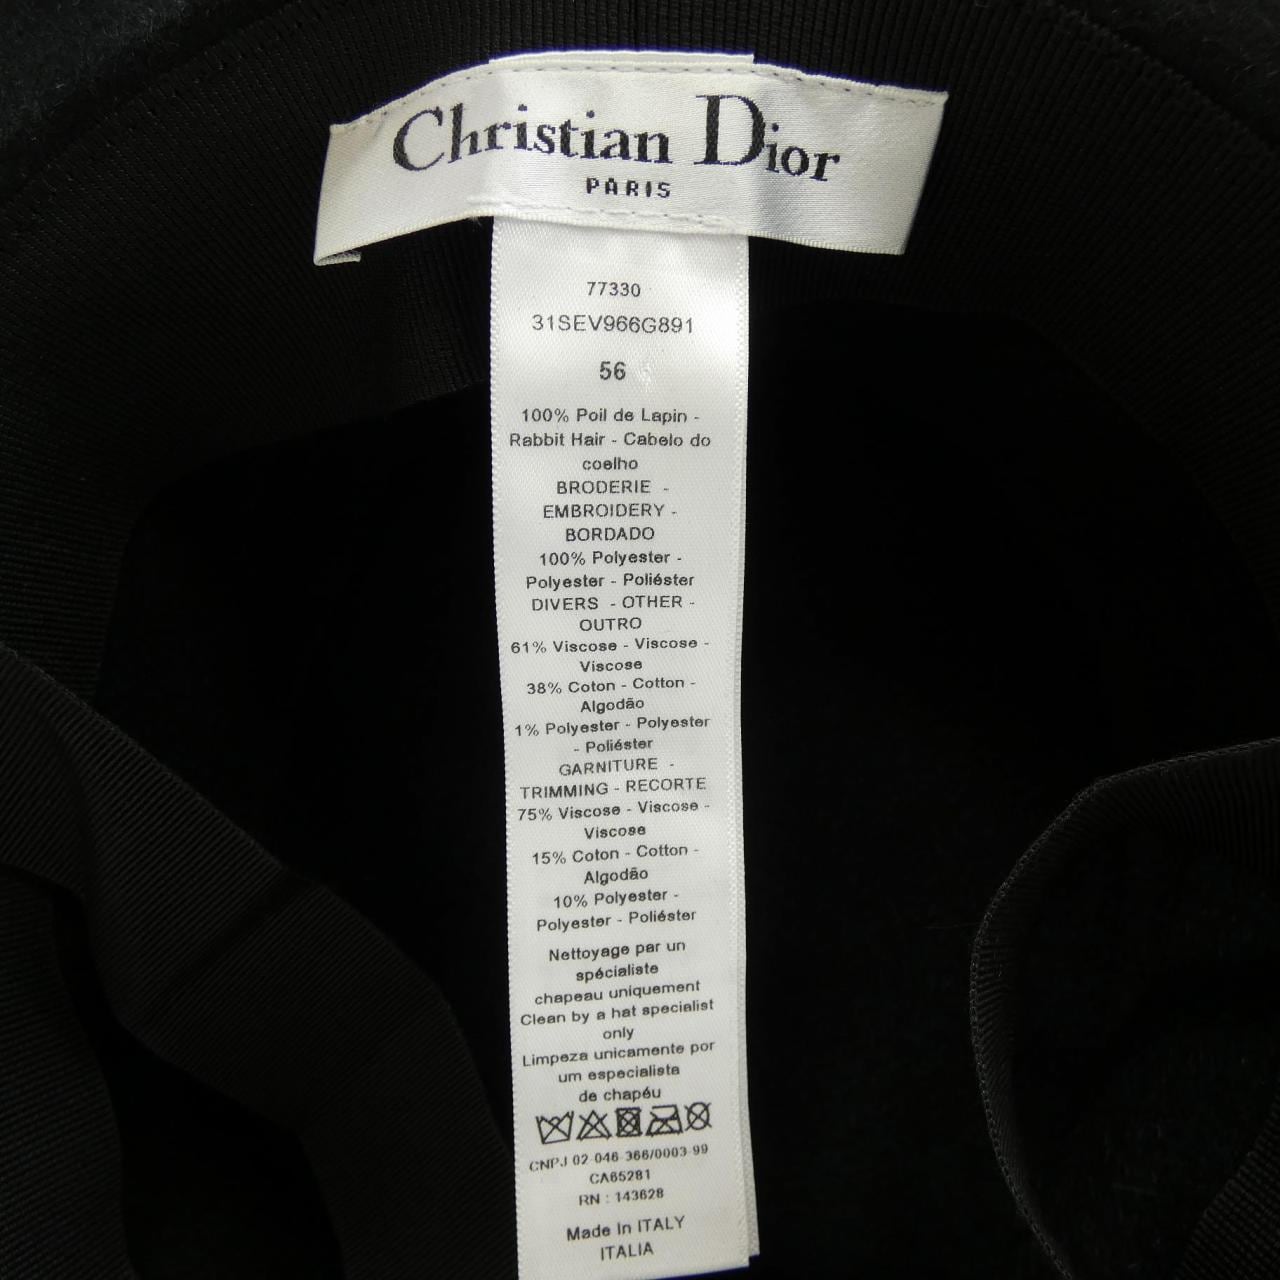 Christian Dior
PARIS
77330
31SEV966G891
56
100% Poil de Lapin -
Rabbit Hair - Cabelo do
coelho
BRODERIE -
EMBROIDERY -
BORDADO
100% Polyester -
Polyester - Poliéster
DIVERS - OTHER -
OUTRO
61% Viscose - Viscose -
Viscose
38% Coton - Cotton -
Algodão
1% Polyester - Polyester
- Poliéster
GARNITURE -
TRIMMING - RECORTE
75% Viscose - Viscose -
Viscose
15% Coton - Cotton -
Algodão
10% Polyester -
Polyester - Poliéster
Nettoyage par un
spécialiste
chapeau uniquement
Clean by a hat specialist
only
Limpeza unicamente por
um especialista
de chapéu
CNPJ 02-046-366/0003-99
CA65281
RN : 143628
Made In ITALY
ITALIA